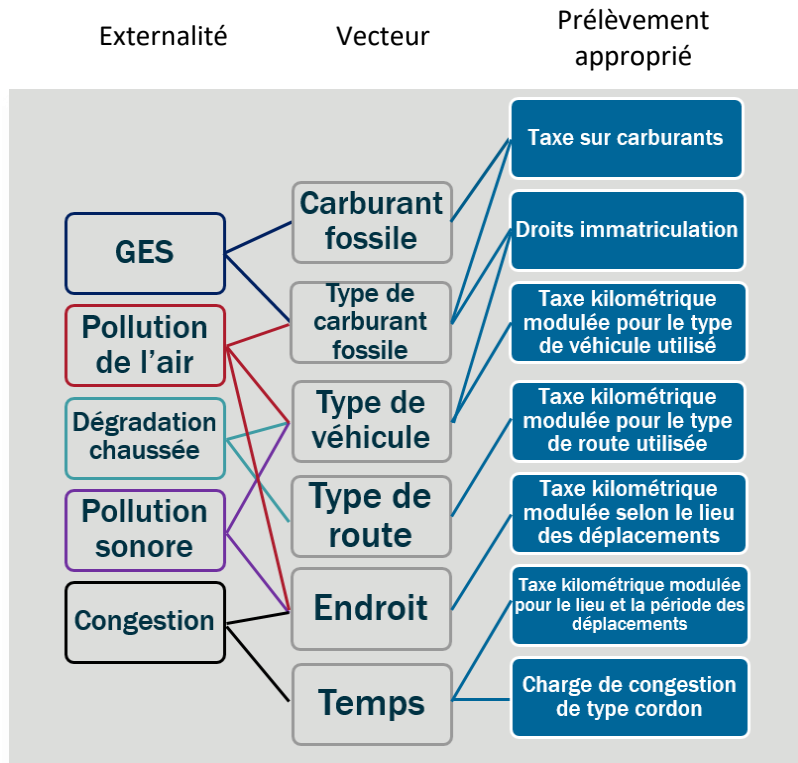 Externalité
Vecteur
Prélèvement
approprié
GES
Pollution
de l'air
Dégradation
chaussée
Pollution
sonore
Congestion
Carburant
fossile
Type de
carburant
fossile
Type de
véhicule
Type de
route
Endroit
Temps
Taxe sur carburants
Droits immatriculation
Taxe kilométrique
modulée pour le type
de véhicule utilisé
Taxe kilométrique
modulée pour le type
de route utilisée
Taxe kilométrique
modulée selon le lieu
des déplacements
Taxe kilométrique modulée
pour le lieu et la période des
déplacements
Charge de congestion
de type cordon